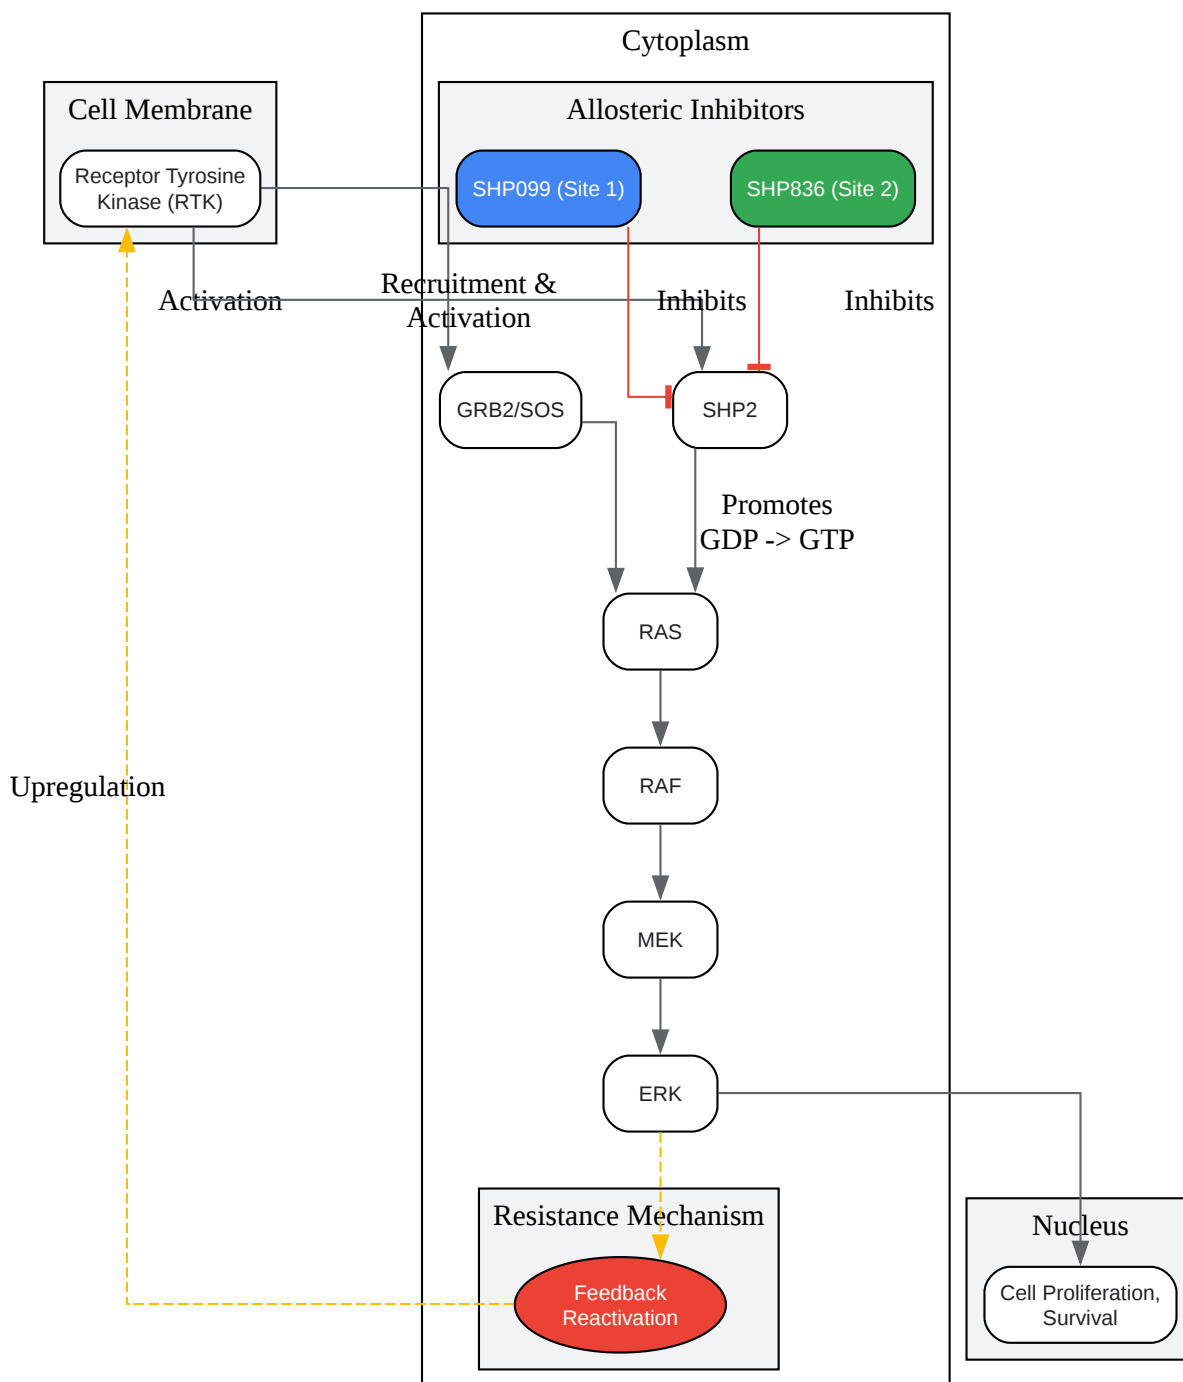 Cytoplasm
Cell Membrane
Allosteric Inhibitors
Receptor Tyrosine
Kinase (RTK)
SHP099 (Site 1)
SHP836 (Site 2)
Activation
Recruitment &
Activation
Inhibits
Inhibits
GRB2/SOS
SHP2
Promotes
GDP -> GTP
RAS
RAF
Upregulation
MEK
ERK
Resistance Mechanism
Nucleus
Feedback
Reactivation
Cell Proliferation,
Survival